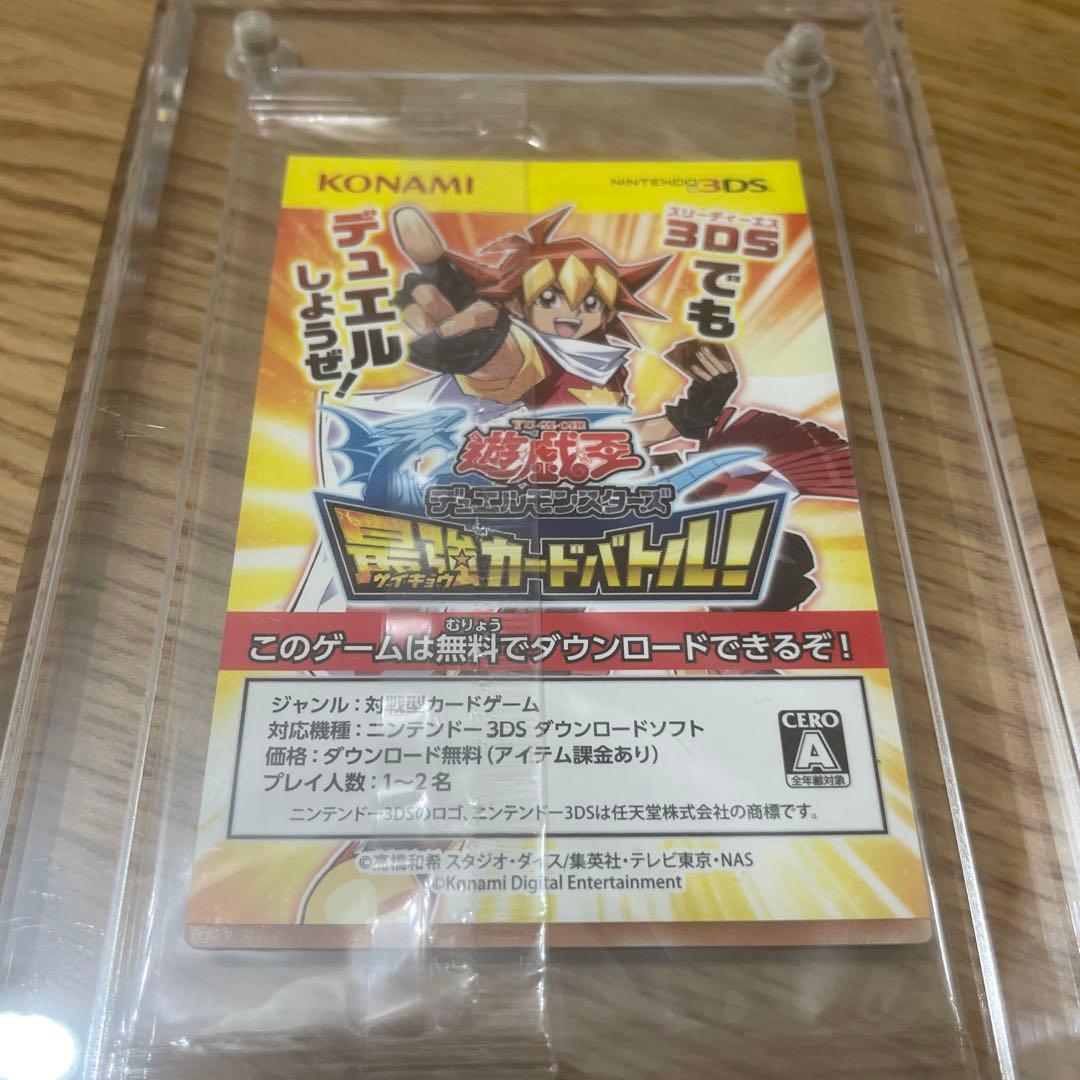 KONAMI
NINTENDO3DS
スリーディーエス
3DSでも
デュエル
しようぜ!
YU-GI-OH!
遊戯王
デュエルモンスターズ
最強カードバトル!
サイキョウ
むりょう
このゲームは無料でダウンロードできるぞ!
ジャンル:対戦型カードゲーム
対応機種:ニンテンドー3DS ダウンロードソフト
価格:ダウンロード無料(アイテム課金あり)
プレイ人数:1〜2名
CERO
A
全年齢対象
ニンテンドー3DSのロゴ、ニンテンドー3DSは任天堂株式会社の商標です。
©高橋和希 スタジオ・ダイス/集英社・テレビ東京・NAS
©Konami Digital Entertainment